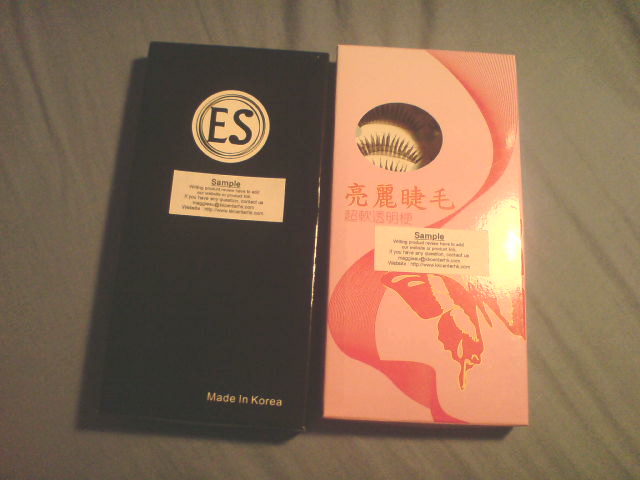 ES
Sample
Writing product review have to add
our website or product link.
If you have any question, contact us
Made In Korea
亮麗睫毛
超軟透明梗
Sample
Writing product review have to add
our website or product link,
if you have any question, contact us